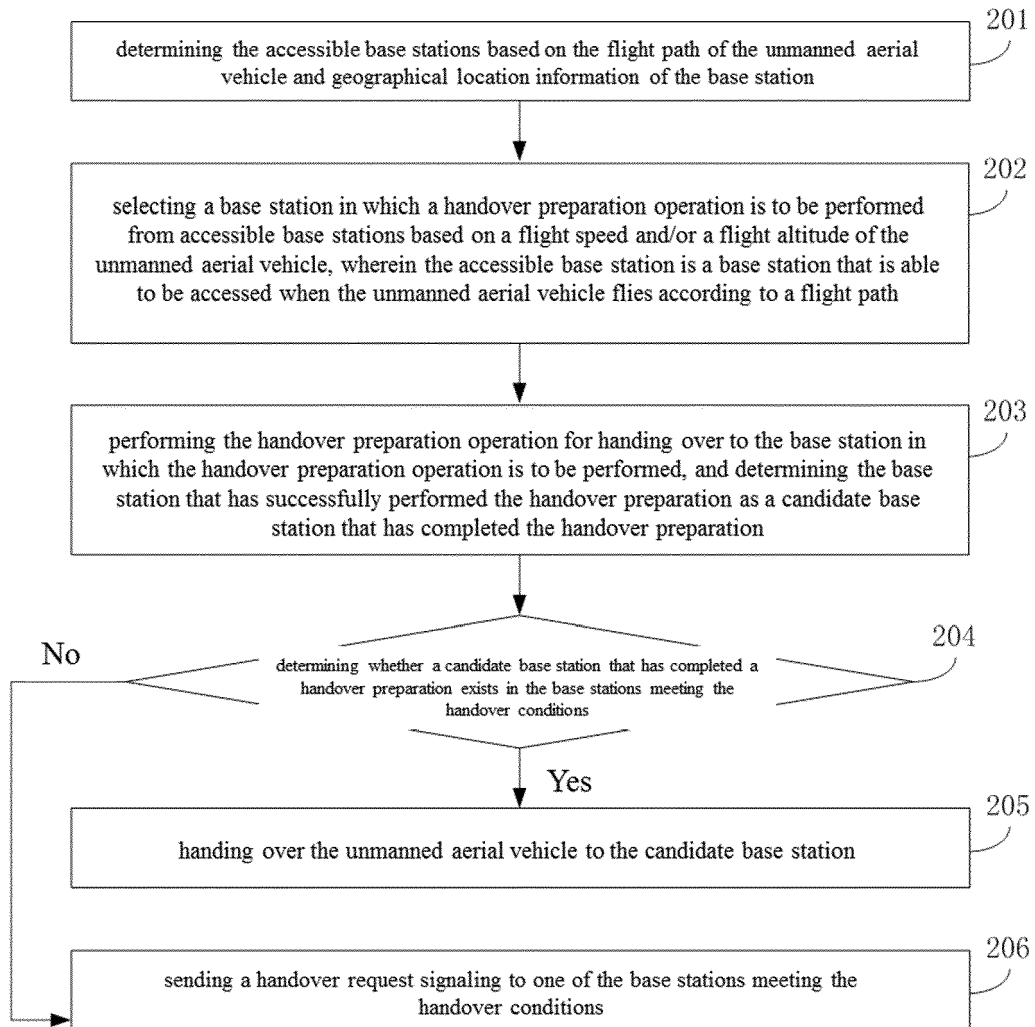 201
determining the accessible base stations based on the flight path of the unmanned aerial
vehicle and geographical location information of the base station
202
selecting a base station in which a handover preparation operation is to be performed
from accessible base stations based on a flight speed and/or a flight altitude of the
unmanned aerial vehicle, wherein the accessible base station is a base station that is able
to be accessed when the unmanned aerial vehicle flies according to a flight path
203
performing the handover preparation operation for handing over to the base station in
which the handover preparation operation is to be performed, and determining the base
station that has successfully performed the handover preparation as a candidate base
station that has completed the handover preparation
204
No
determining whether a candidate base station that has completed a
handover preparation exists in the base stations meeting the
handover conditions
Yes
205
handing over the unmanned aerial vehicle to the candidate base station
206
sending a handover request signaling to one of the base stations meeting the
handover conditions